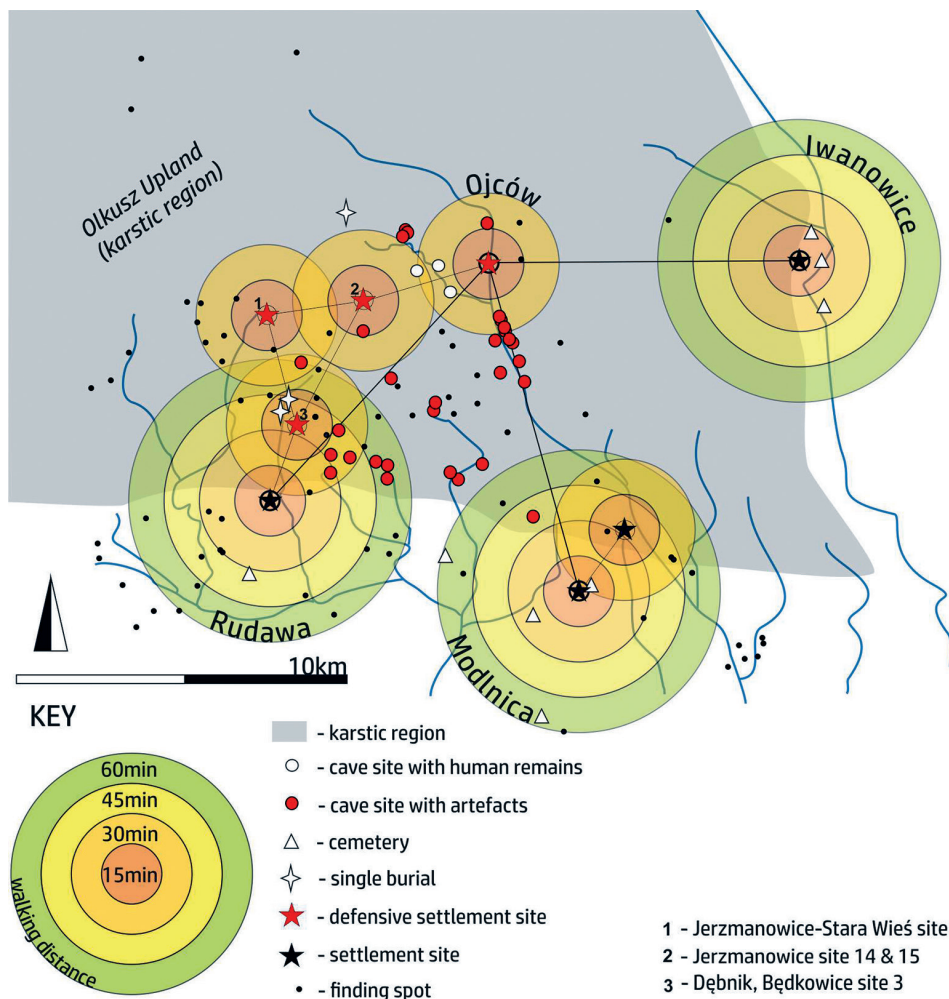 Olkusz Upland
(karstic region)
Ojców
Iwanowice
1
2
3
Rudawa
Modlnica
10km
KEY
60min
45min
30min
15min
walking distance
- karstic region
- cave site with human remains
- cave site with artefacts
- cemetery
- single burial
- defensive settlement site
- settlement site
- finding spot
1 - Jerzmanowice-Stara Wieś site
2 - Jerzmanowice site 14 & 15
3 - Dębnik, Będkowice site 3